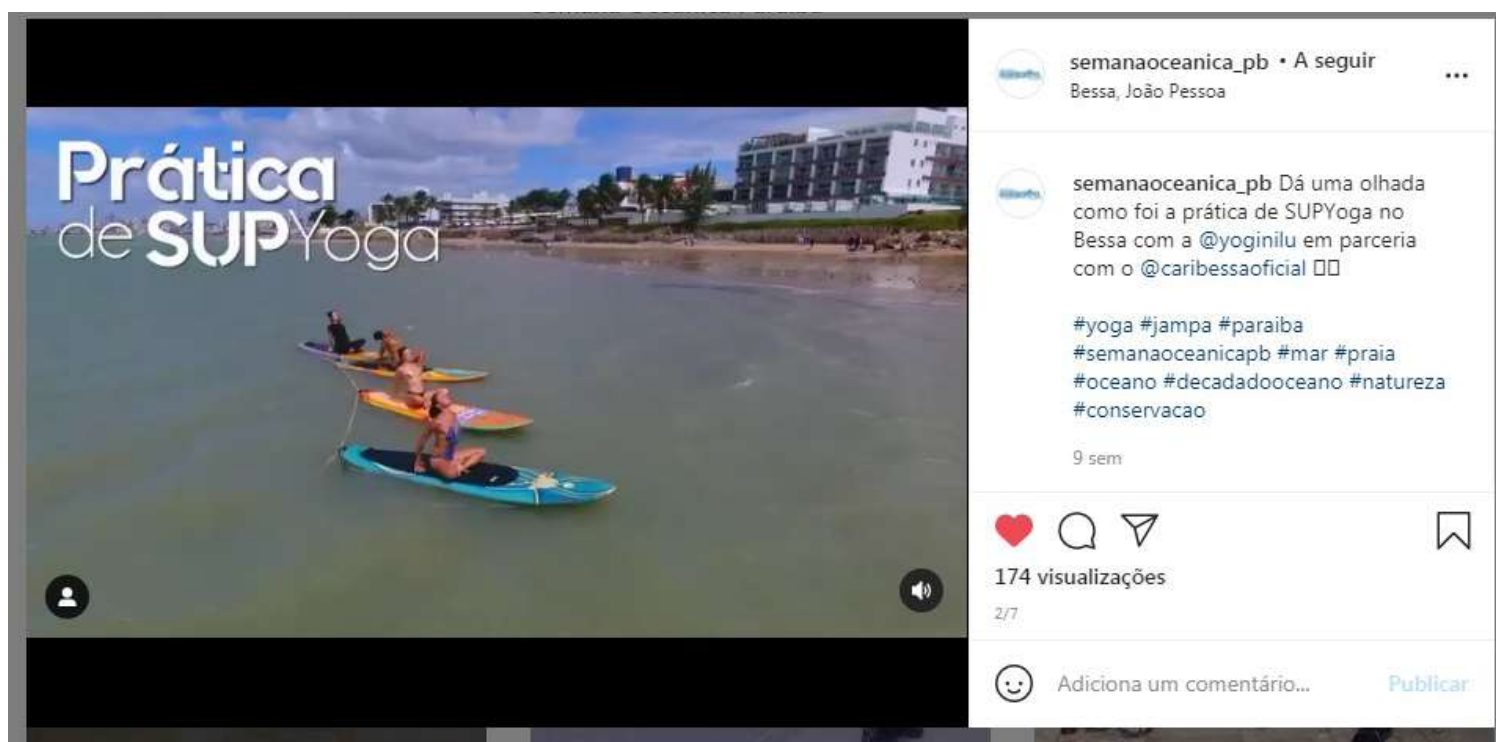 Prática
de SUPYoga
semanaoceanica_pb • A seguir
Bessa, João Pessoa
semanaoceanica_pb Dá uma olhada
como foi a prática de SUPYoga no
Bessa com a @yoginilu em parceria
com o @caribessaoficial
#yoga #jampa #paraiba
#semanaoceanicapb #mar #praia
#oceano #decadadooceano #natureza
#conservacao
9 sem
174 visualizações
2/7
Adiciona um comentário...
Publicar